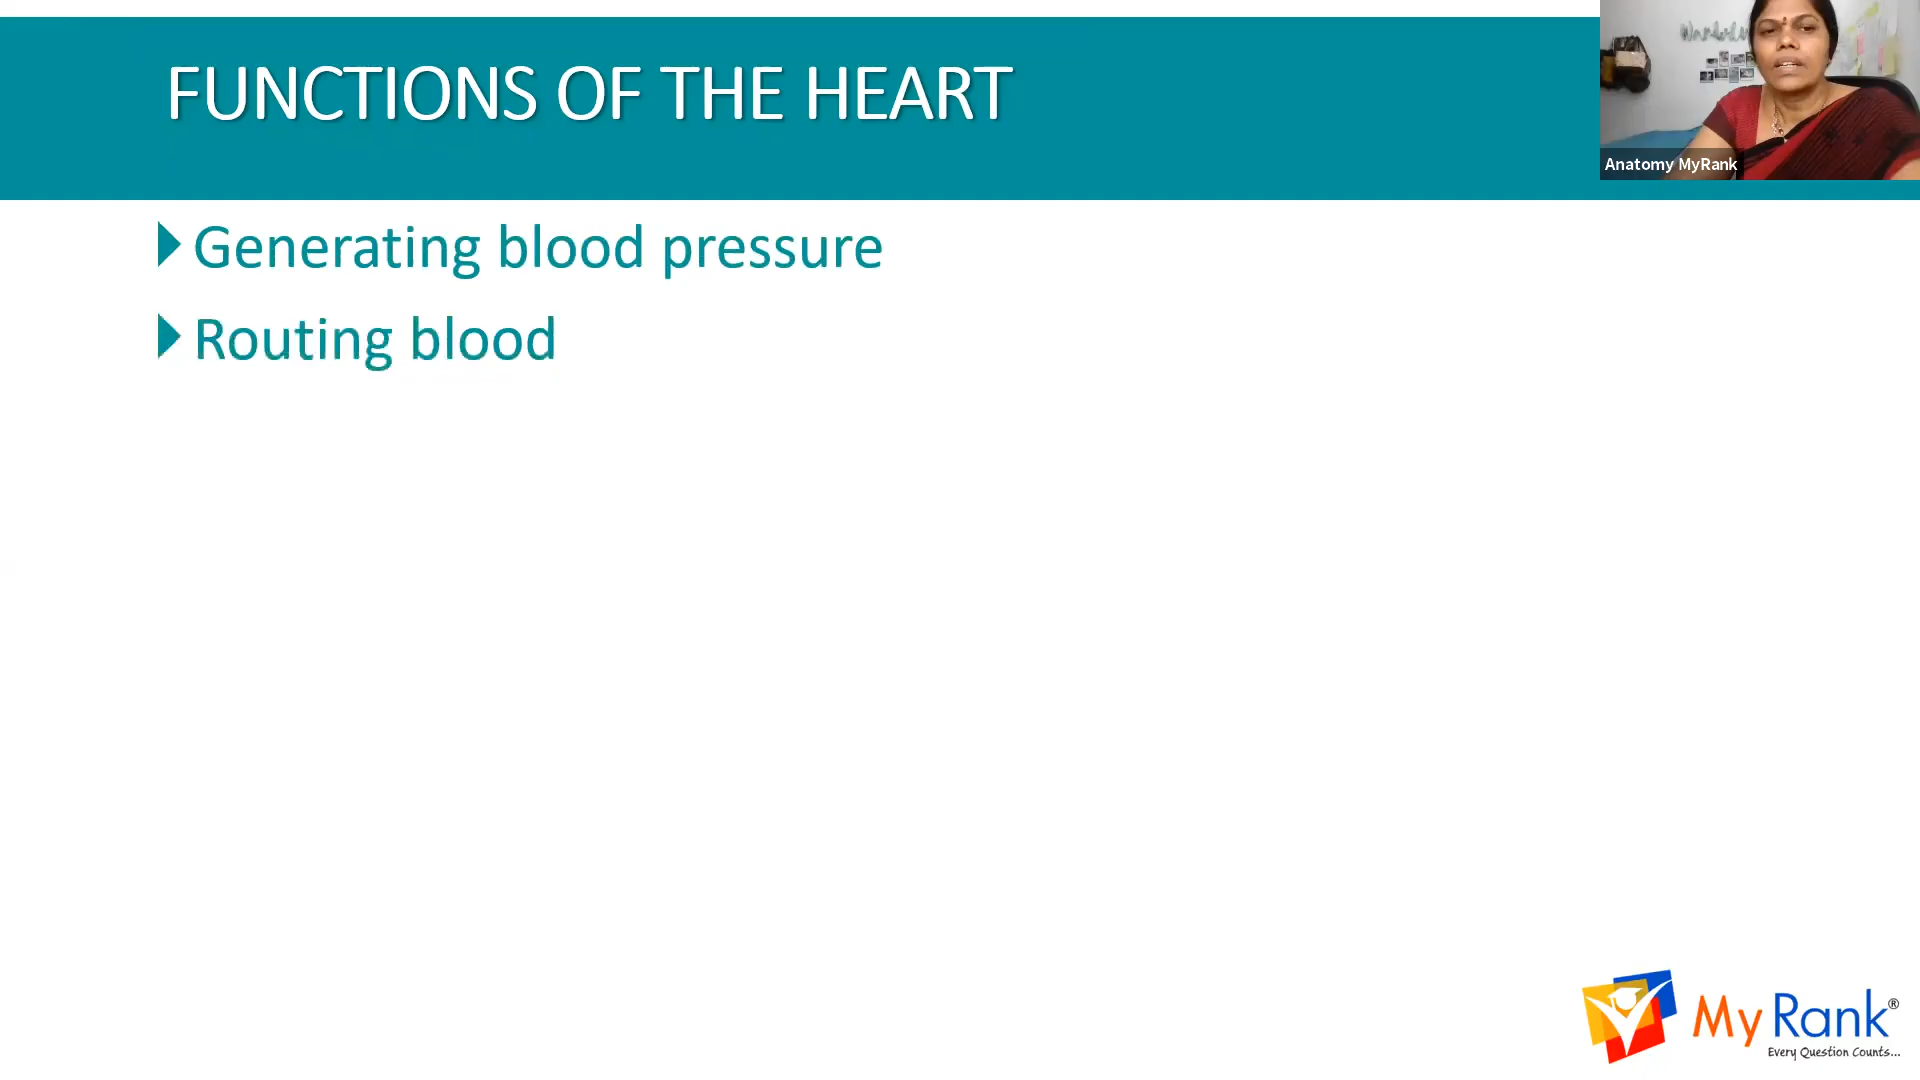 FUNCTIONS OF THE HEART
Anatomy MyRank
Generating blood pressure
Routing blood
My Rank®
Every Question Counts...